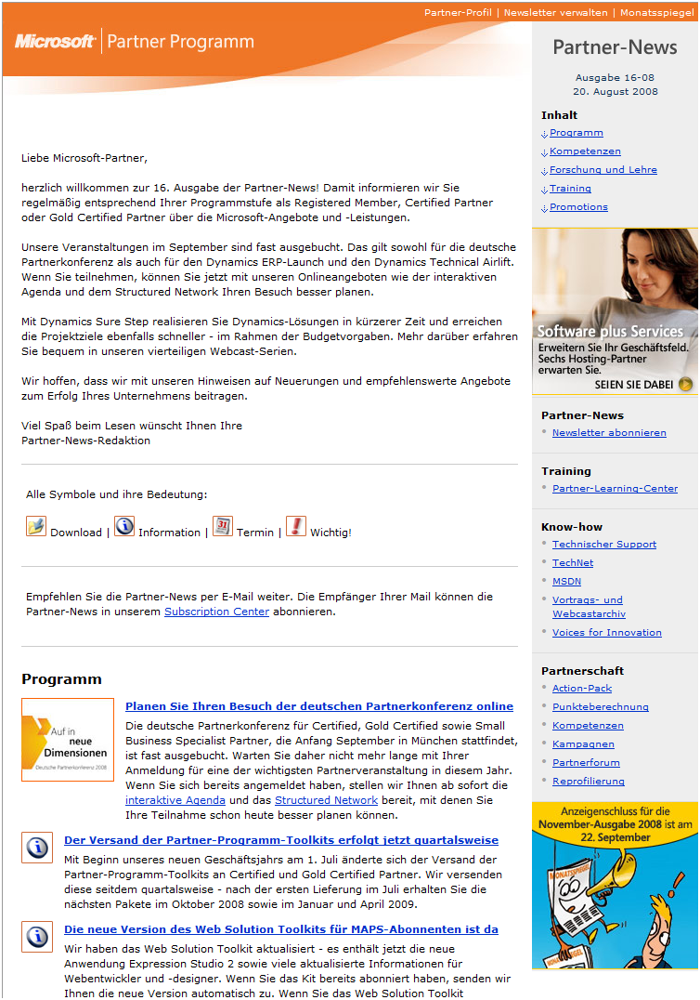 Partner-Profil | Newsletter verwalten | Monatsspiegel
Microsoft | Partner Programm
Partner-News
Ausgabe 16-08
20. August 2008
Inhalt
Programm
Kompetenzen
Forschung und Lehre
Training
Promotions
Software plus Services
Erweitern Sie Ihr Geschäftsfeld.
Sechs Hosting-Partner
erwarten Sie.
SEIEN SIE DABEI
Partner-News
Newsletter abonnieren
Training
Partner-Learning-Center
Know-how
Technischer Support
TechNet
MSDN
Vortrags- und
Webcastarchiv
Voices for Innovation
Partnerschaft
Action-Pack
Punkteberechnung
Kompetenzen
Kampagnen
Partnerforum
Reprofilierung
Anzeigenschluss für die
November-Ausgabe 2008 ist am
22. September
MONATSSPIEGEL
Liebe Microsoft-Partner,
herzlich willkommen zur 16. Ausgabe der Partner-News! Damit informieren wir Sie
regelmäßig entsprechend Ihrer Programmstufe als Registered Member, Certified Partner
oder Gold Certified Partner über die Microsoft-Angebote und -Leistungen.
Unsere Veranstaltungen im September sind fast ausgebucht. Das gilt sowohl für die deutsche
Partnerkonferenz als auch für den Dynamics ERP-Launch und den Dynamics Technical Airlift.
Wenn Sie teilnehmen, können Sie jetzt mit unseren Onlineangeboten wie der interaktiven
Agenda und dem Structured Network Ihren Besuch besser planen.
Mit Dynamics Sure Step realisieren Sie Dynamics-Lösungen in kürzerer Zeit und erreichen
die Projektziele ebenfalls schneller - im Rahmen der Budgetvorgaben. Mehr darüber erfahren
Sie bequem in unseren vierteiligen Webcast-Serien.
Wir hoffen, dass wir mit unseren Hinweisen auf Neuerungen und empfehlenswerte Angebote
zum Erfolg Ihres Unternehmens beitragen.
Viel Spaß beim Lesen wünscht Ihnen Ihre
Partner-News-Redaktion
Alle Symbole und ihre Bedeutung:
Download | Information | 31 Termin | Wichtig!
Empfehlen Sie die Partner-News per E-Mail weiter. Die Empfänger Ihrer Mail können die
Partner-News in unserem Subscription Center abonnieren.
Programm
Auf in
neue
Dimensionen
Deutsche Partnerkonferenz 2008
Planen Sie Ihren Besuch der deutschen Partnerkonferenz online
Die deutsche Partnerkonferenz für Certified, Gold Certified sowie Small
Business Specialist Partner, die Anfang September in München stattfindet,
ist fast ausgebucht. Warten Sie daher nicht mehr lange mit Ihrer
Anmeldung für eine der wichtigsten Partnerveranstaltung in diesem Jahr.
Wenn Sie sich bereits angemeldet haben, stellen wir Ihnen ab sofort die
interaktive Agenda und das Structured Network bereit, mit denen Sie
Ihre Teilnahme schon heute besser planen können.
Der Versand der Partner-Programm-Toolkits erfolgt jetzt quartalsweise
Mit Beginn unseres neuen Geschäftsjahrs am 1. Juli änderte sich der Versand der
Partner-Programm-Toolkits an Certified und Gold Certified Partner. Wir versenden
diese seitdem quartalsweise - nach der ersten Lieferung im Juli erhalten Sie die
nächsten Pakete im Oktober 2008 sowie im Januar und April 2009.
Die neue Version des Web Solution Toolkits für MAPS-Abonnenten ist da
Wir haben das Web Solution Toolkit aktualisiert - es enthält jetzt die neue
Anwendung Expression Studio 2 sowie viele aktualisierte Informationen für
Webentwickler und -designer. Wenn Sie das Kit bereits abonniert haben, senden wir
Ihnen die neue Version automatisch zu. Wenn Sie das Web Solution Toolkit